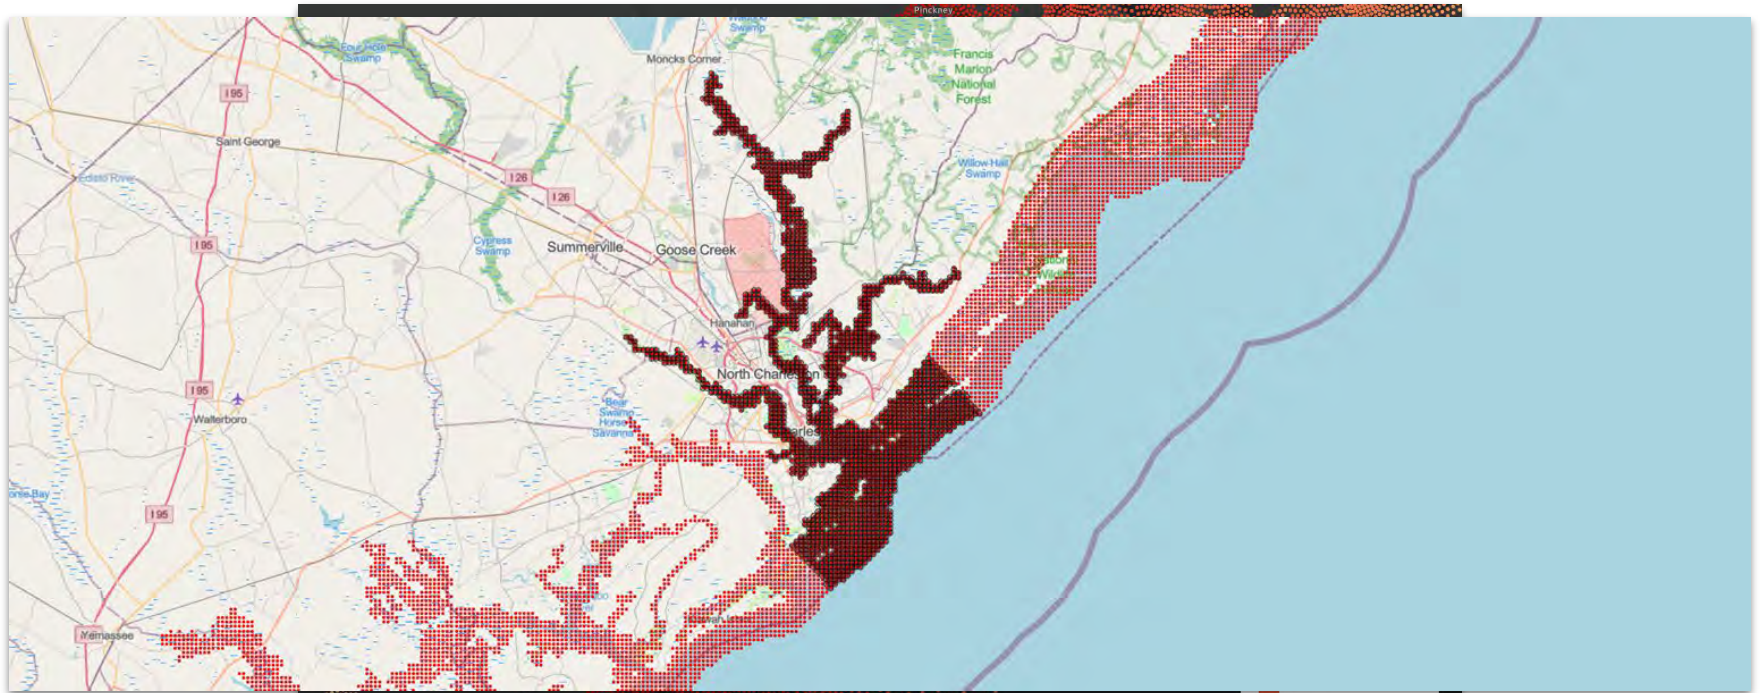 Pinckney
Swamp
Four Hole
Swamp
Moncks Corner
Francis
Marion
National
Forest
I 95
Saint George
Willow Hall
Swamp
Edisto River
I 26
I 26
I 95
Cypress
Swamp
Summerville
Goose Creek
Hanahan
North Charleston
I 95
Walterboro
Bear
Swamp
Horse
Savanna
I 95
Yemassee